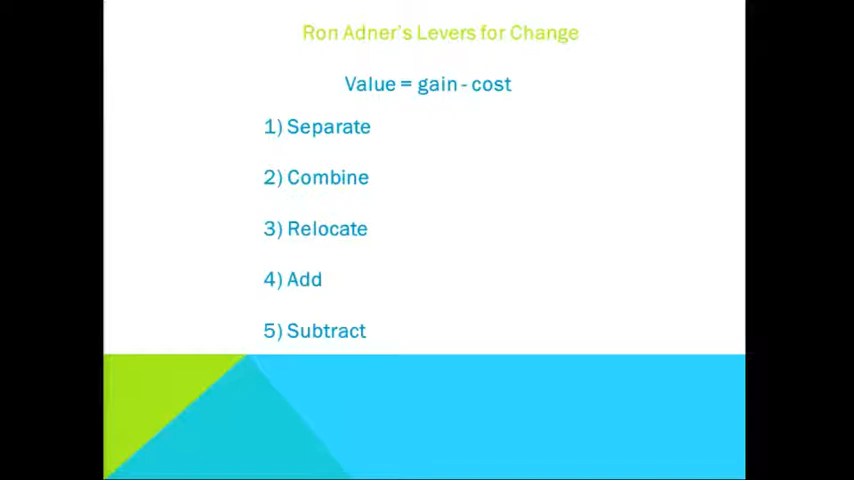 Ron Adner's Levers for Change
Value = gain - cost
1) Separate
2) Combine
3) Relocate
4) Add
5) Subtract